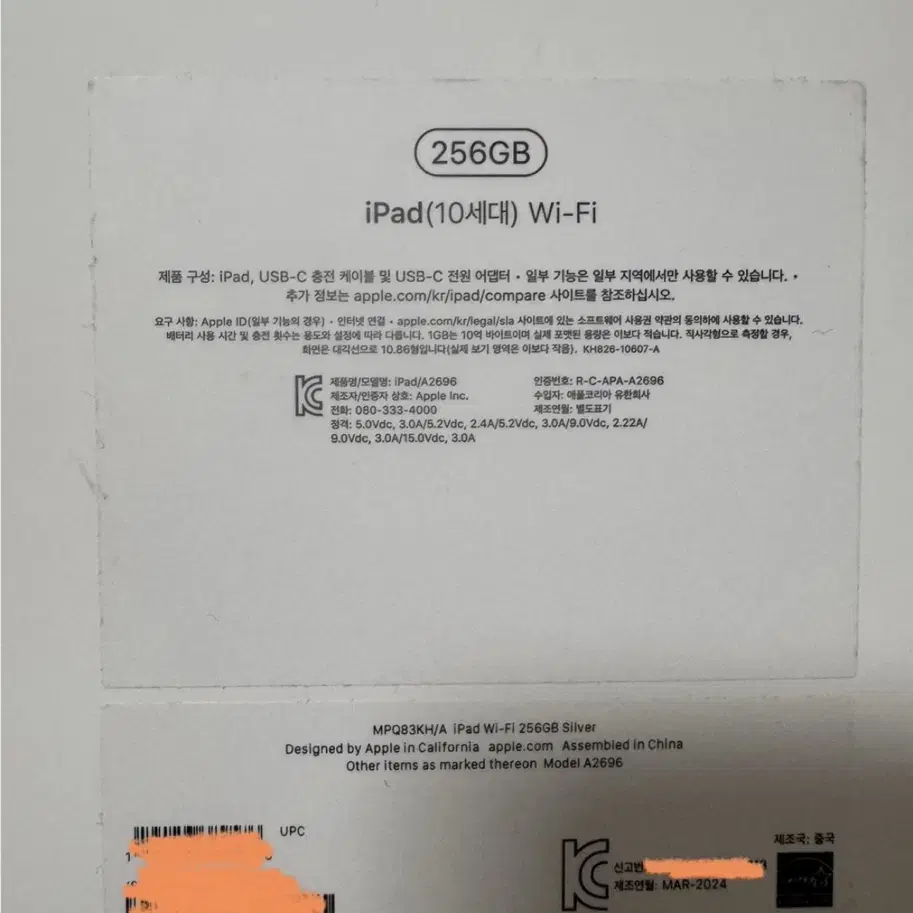 256GB
iPad(10세대) Wi-Fi
제품 구성: iPad, USB-C 충전 케이블 및 USB-C 전원 어댑터 • 일부 기능은 일부 지역에서만 사용할 수 있습니다. •
추가 정보는 apple.com/kr/ipad/compare 사이트를 참조하십시오.
요구 사항: Apple ID(일부 기능의 경우) • 인터넷 연결 • apple.com/kr/legal/sla 사이트에 있는 소프트웨어 사용권 약관의 동의하에 사용할 수 있습니다.
배터리 사용 시간 및 충전 횟수는 용도와 설정에 따라 다릅니다. 1GB는 10억 바이트이며 실제 포맷된 용량은 이보다 적습니다. 직사각형으로 측정할 경우,
화면은 대각선으로 10.86형입니다(실제 보기 영역은 이보다 작음). KH826-10607-A
제품명/모델명: iPad/A2696
인증번호: R-C-APA-A2696
제조자/인증자 상호: Apple Inc.
수입자: 애플코리아 유한회사
전화: 080-333-4000
제조연월: 별도표기
정격: 5.0Vdc, 3.0A/5.2Vdc, 2.4A/5.2Vdc, 3.0A/9.0Vdc, 2.22A/
9.0Vdc, 3.0A/15.0Vdc, 3.0A
MPQ83KH/A iPad Wi-Fi 256GB Silver
Designed by Apple in California apple.com Assembled in China
Other items as marked thereon Model A2696
UPC
제조국: 중국
제조연월: MAR-2024